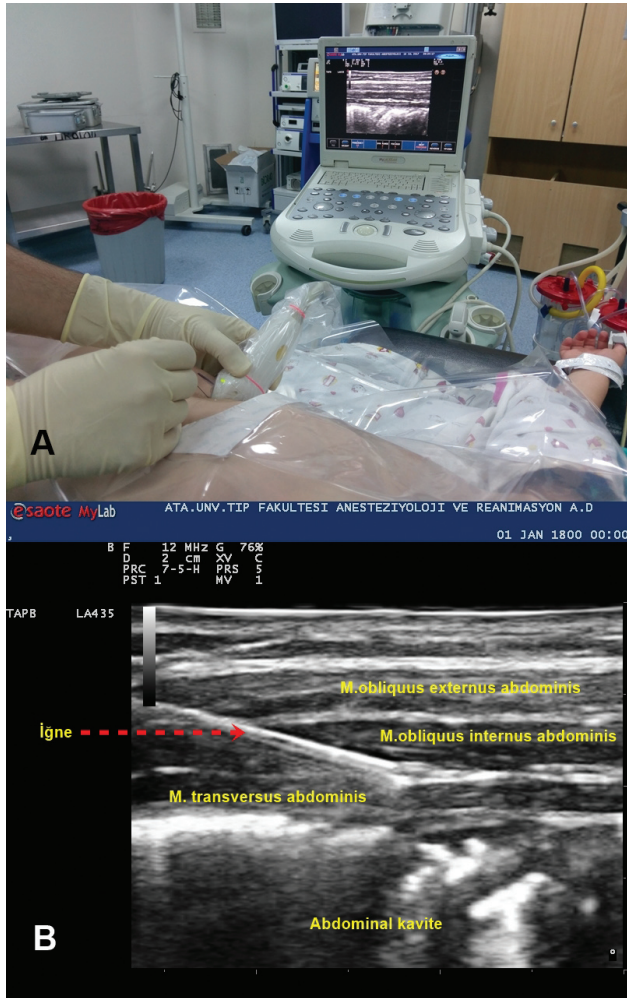 A
esaote MyLab
ATA.UNV.TIP FAKULTESI ANESTEZIYOLOJI VE REANIMASYON A.D
01 JAN 1800 00:00
B F 12 MHz G 76%
D 2 cm XV C
PRC 7-5-H PRS 5
PST 1 MV 1
TAPB LA435
M.obliquus externus abdominis
İğne
M.obliquus internus abdominis
M. transversus abdominis
Abdominal kavite
B